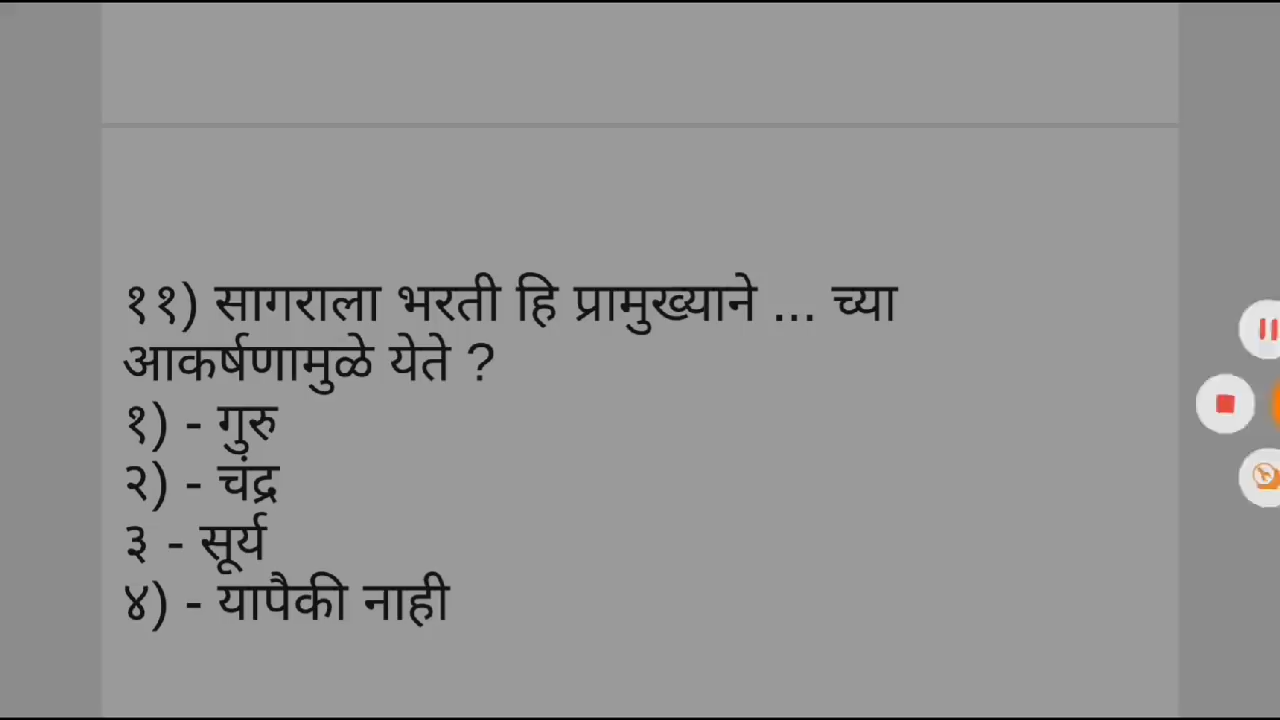 ११) सागराला भरती हि प्रामुख्याने ... च्या
आकर्षणामुळे येते ?
१) - गुरु
२) - चंद्र
३ - सूर्य
४) - यापैकी नाही